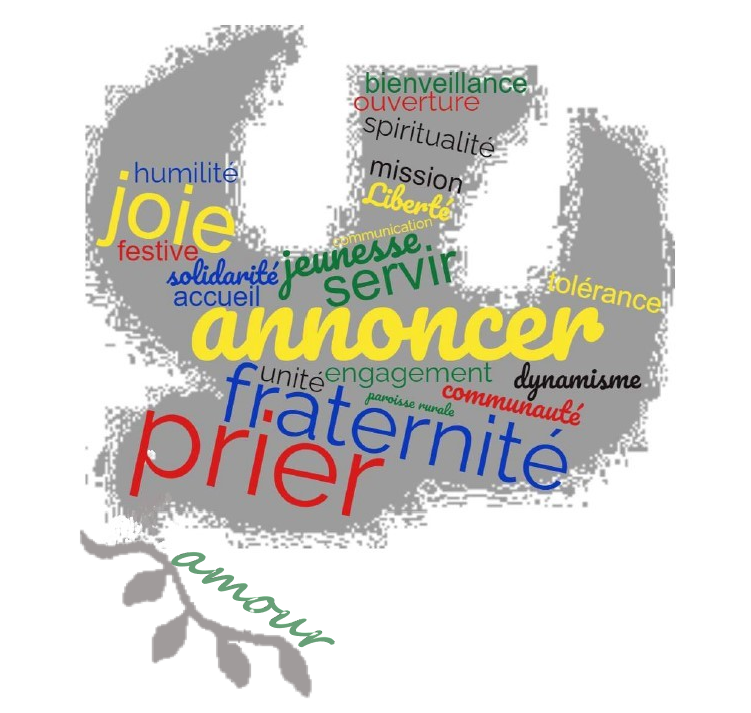 bienveillance
ouverture
spiritualité
humilité
mission
joie
Liberté
communication
festive
jeunesse
solidarité
servir
accueil
tolérance
annoncer
unité
engagement
dynamisme
fraternité
paroisse rurale
communauté
prier
amour